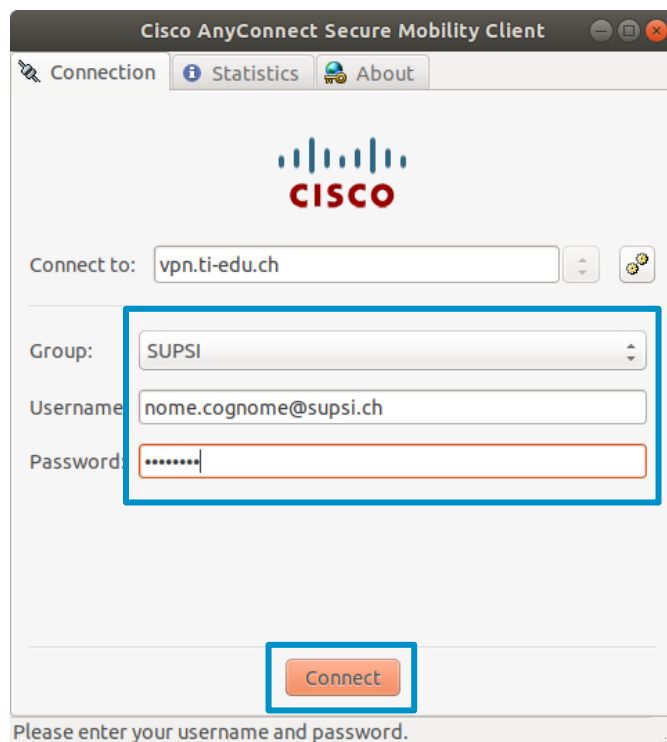 Cisco AnyConnect Secure Mobility Client
Connection Statistics About
CISCO
Connect to: vpn.ti-edu.ch
Group: SUPSI
Username nome.cognome@supsi.ch
Password: ••••••••
Connect
Please enter your username and password.